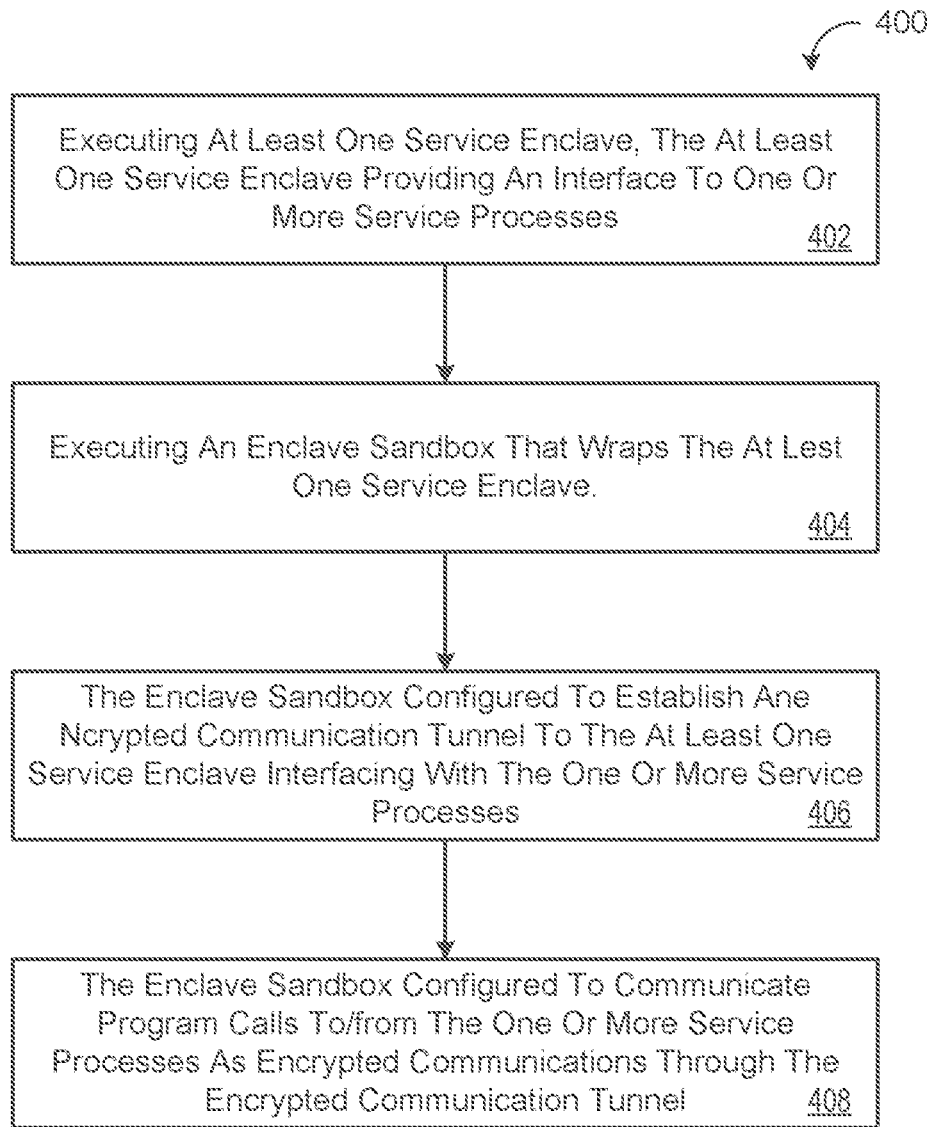 400
Executing At Least One Service Enclave, The At Least
One Service Enclave Providing An Interface To One Or
More Service Processes
402
Executing An Enclave Sandbox That Wraps The At Lest
One Service Enclave.
404
The Enclave Sandbox Configured To Establish Ane
Ncrypted Communication Tunnel To The At Least One
Service Enclave Interfacing With The One Or More Service
Processes
406
The Enclave Sandbox Configured To Communicate
Program Calls To/from The One Or More Service
Processes As Encrypted Communications Through The
Encrypted Communication Tunnel
408